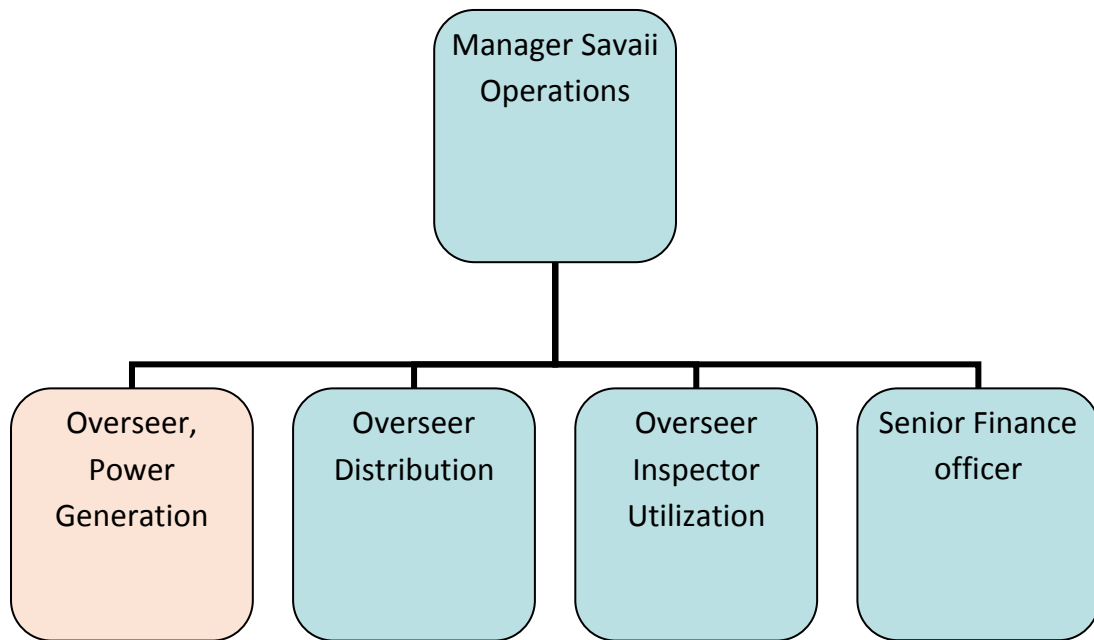 Manager Savaii
Operations
Overseer,
Power
Generation
Overseer
Distribution
Overseer
Inspector
Utilization
Senior Finance
officer